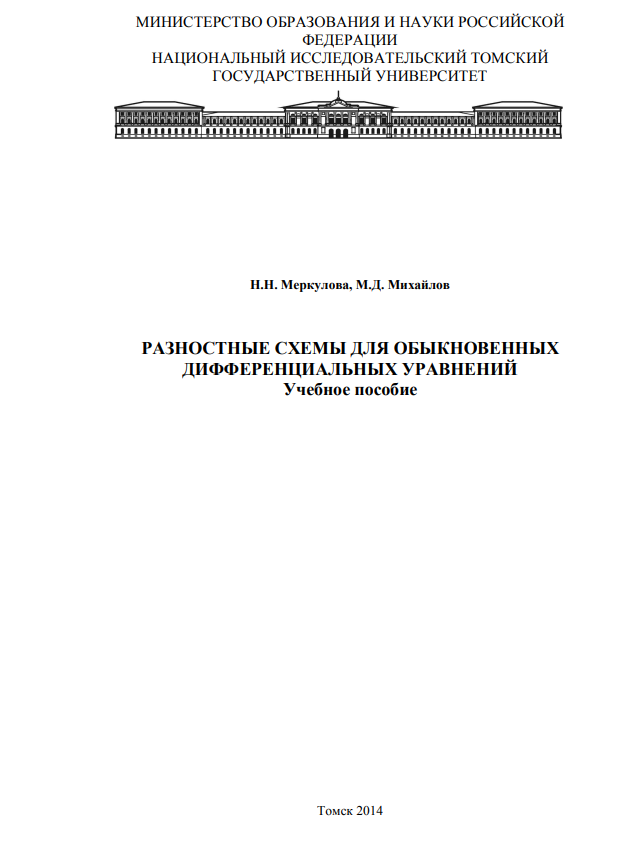 МИНИСТЕРСТВО ОБРАЗОВАНИЯ И НАУКИ РОССИЙСКОЙ
ФЕДЕРАЦИИ
НАЦИОНАЛЬНЫЙ ИССЛЕДОВАТЕЛЬСКИЙ ТОМСКИЙ
ГОСУДАРСТВЕННЫЙ УНИВЕРСИТЕТ
Н.Н. Меркулова, М.Д. Михайлов
РАЗНОСТНЫЕ СХЕМЫ ДЛЯ ОБЫКНОВЕННЫХ
ДИФФЕРЕНЦИАЛЬНЫХ УРАВНЕНИЙ
Учебное пособие
Томск 2014